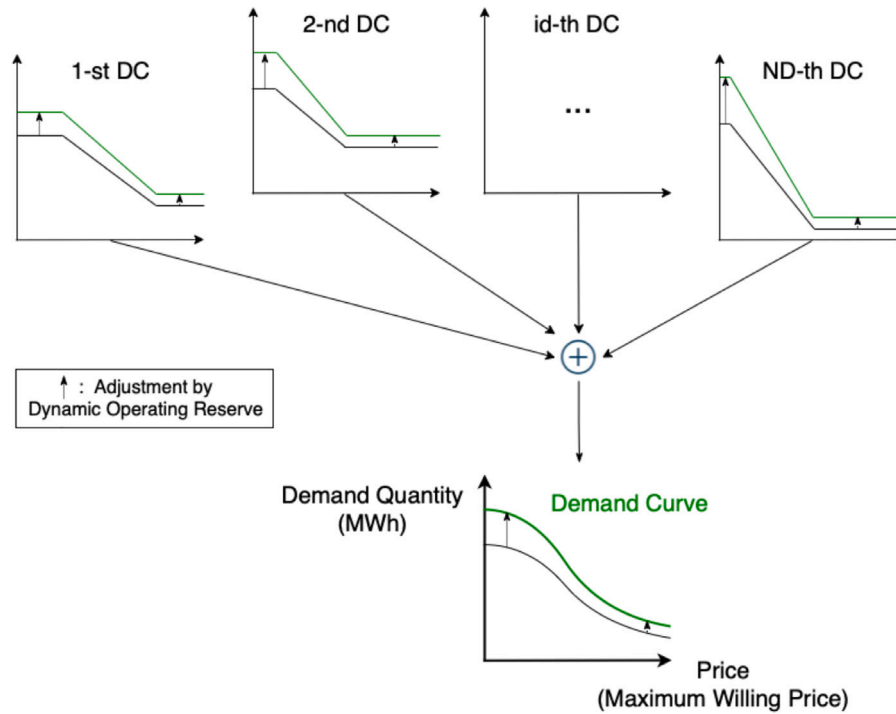 1-st DC
2-nd DC
id-th DC
ND-th DC
...
↑ : Adjustment by
Dynamic Operating Reserve
Demand Quantity
(MWh)
Demand Curve
Price
(Maximum Willing Price)